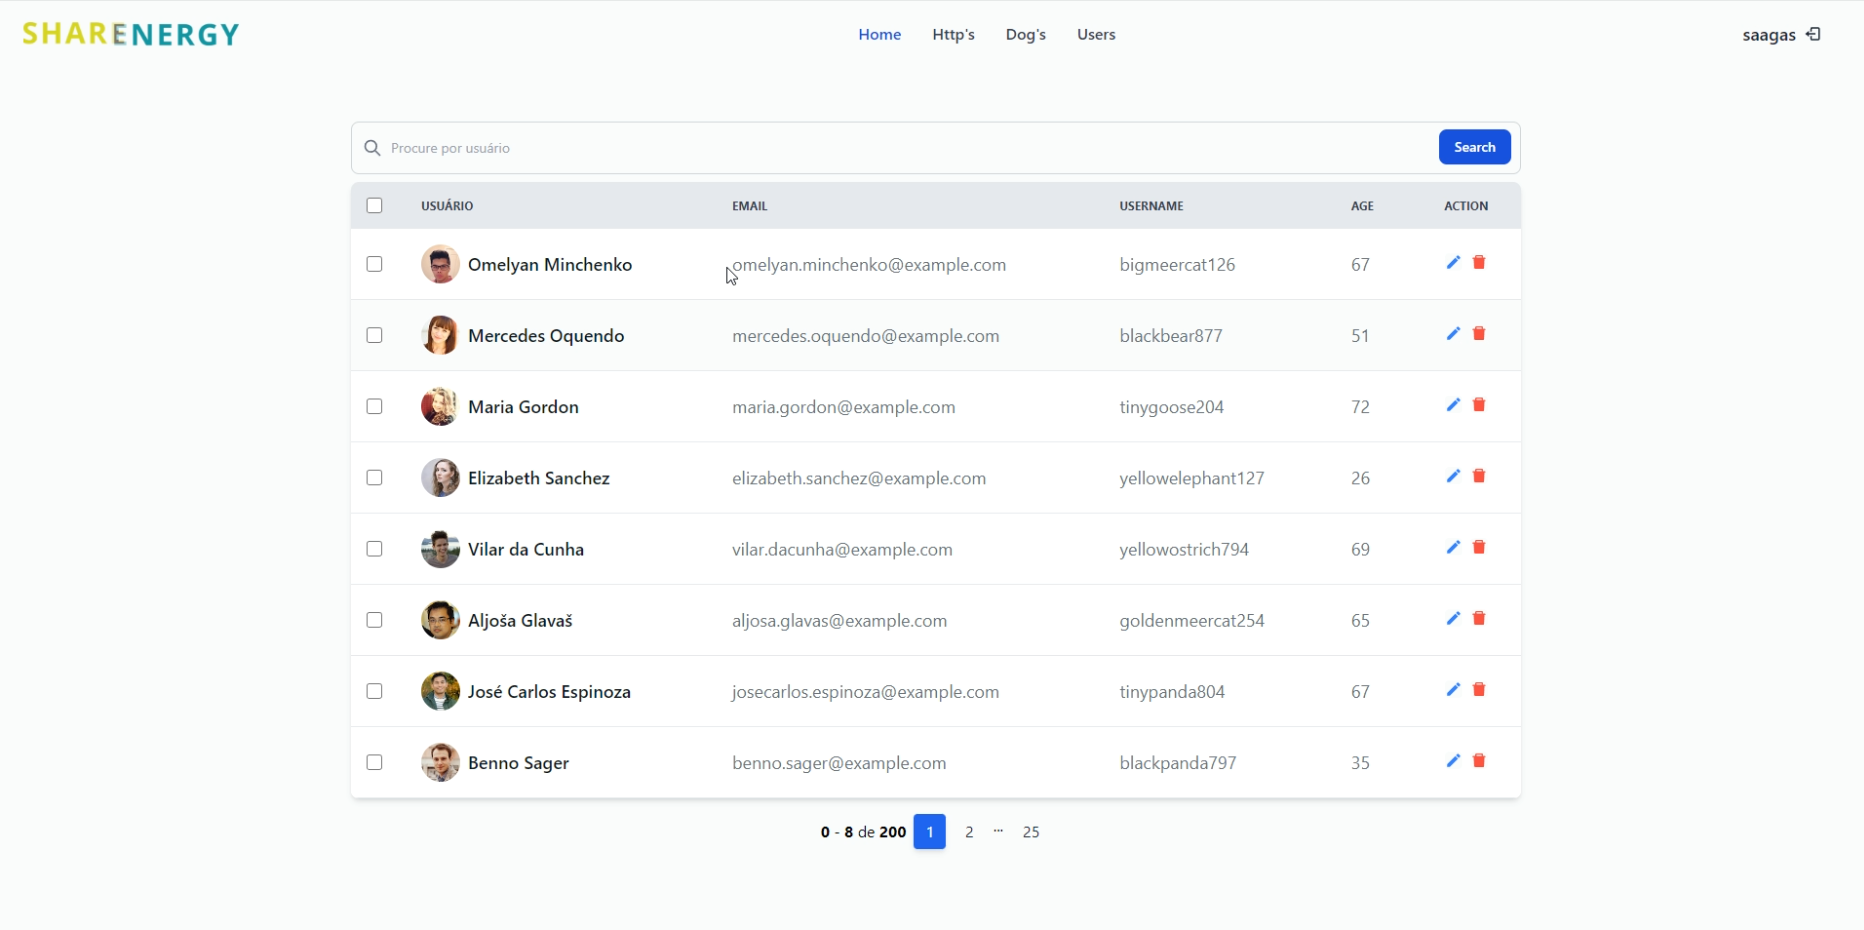 SHARENERGY Home Http's Dog's Users saagas
Procure por usuário Search
USUÁRIO EMAIL USERNAME AGE ACTION
Omelyan Minchenko omelyan.minchenko@example.com bigmeercat126 67
Mercedes Oquendo mercedes.oquendo@example.com blackbear877 51
Maria Gordon maria.gordon@example.com tinygoose204 72
Elizabeth Sanchez elizabeth.sanchez@example.com yellowelephant127 26
Vilar da Cunha vilar.dacunha@example.com yellowostrich794 69
Aljoša Glavaš aljosa.glavas@example.com goldenmeercat254 65
José Carlos Espinoza josecarlos.espinoza@example.com tinypanda804 67
Benno Sager benno.sager@example.com blackpanda797 35
0 - 8 de 200 1 2 ... 25